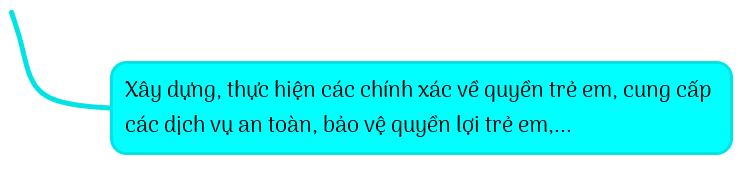 Xây dựng, thực hiện các chính xác về quyền trẻ em, cung cấp
các dịch vụ an toàn, bảo vệ quyền lợi trẻ em,...